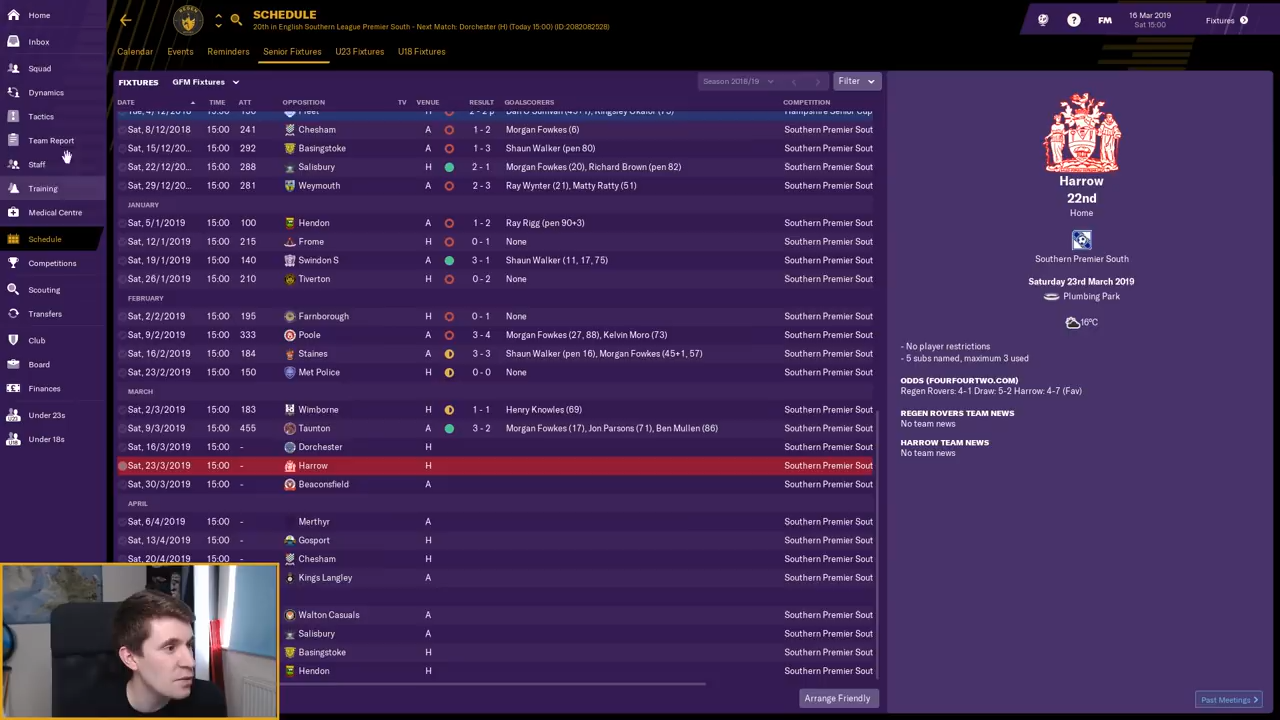 Home
Inbox
Squad
Dynamics
Tactics
Team Report
Staff
Training
Medical Centre
Schedule
Competitions
Scouting
Transfers
Club
Board
Finances
Under 23s
Under 18s
SCHEDULE
20th in English Southern League Premier South - Next Match: Dorchester (H) (Today 15:00) (ID:2082082528)
? FM 16 Mar 2019
Sat 15:00
Fixtures
Calendar Events Reminders Senior Fixtures U23 Fixtures U18 Fixtures
FIXTURES GFM Fixtures Season 2018/19 Filter
DATE TIME ATT OPPOSITION TV VENUE RESULT GOALSCORERS COMPETITION
Tue, 4/12/2018 15:30 150 Fleet H 2 - 2 p Hampshire Senior Cup
Sat, 8/12/2018 15:00 241 Chesham A 1 - 2 Morgan Fowkes (6) Southern Premier Sout
Sat, 15/12/20... 15:00 292 Basingstoke A 1 - 3 Shaun Walker (pen 80) Southern Premier Sout
Sat, 22/12/20... 15:00 288 Salisbury H 2 - 1 Morgan Fowkes (20), Richard Brown (pen 82) Southern Premier Sout
Sat, 29/12/20... 15:00 281 Weymouth A 2 - 3 Ray Wynter (21), Matty Ratty (51) Southern Premier Sout
JANUARY
Sat, 5/1/2019 15:00 100 Hendon A 1 - 2 Ray Rigg (pen 90+3) Southern Premier Sout
Sat, 12/1/2019 15:00 215 Frome H 0 - 1 None Southern Premier Sout
Sat, 19/1/2019 15:00 140 Swindon S A 3 - 1 Shaun Walker (11, 17, 75) Southern Premier Sout
Sat, 26/1/2019 15:00 210 Tiverton H 0 - 2 None Southern Premier Sout
FEBRUARY
Sat, 2/2/2019 15:00 195 Farnborough H 0 - 1 None Southern Premier Sout
Sat, 9/2/2019 15:00 333 Poole A 3 - 4 Morgan Fowkes (27, 88), Kelvin Moro (73) Southern Premier Sout
Sat, 16/2/2019 15:00 184 Staines A 3 - 3 Shaun Walker (pen 16), Morgan Fowkes (45+1, 57) Southern Premier Sout
Sat, 23/2/2019 15:00 150 Met Police H 0 - 0 None Southern Premier Sout
MARCH
Sat, 2/3/2019 15:00 183 Wimborne H 1 - 1 Henry Knowles (69) Southern Premier Sout
Sat, 9/3/2019 15:00 455 Taunton A 3 - 2 Morgan Fowkes (17), Jon Parsons (71), Ben Mullen (86) Southern Premier Sout
Sat, 16/3/2019 15:00 - Dorchester H Southern Premier Sout
Sat, 23/3/2019 15:00 - Harrow H Southern Premier Sout
Sat, 30/3/2019 15:00 - Beaconsfield A Southern Premier Sout
APRIL
Sat, 6/4/2019 15:00 - Merthyr A Southern Premier Sout
Sat, 13/4/2019 15:00 - Gosport H Southern Premier Sout
Sat, 20/4/2019 15:00 - Chesham H Southern Premier Sout
Kings Langley A Southern Premier Sout
Walton Casuals A Southern Premier Sout
Salisbury A Southern Premier Sout
Basingstoke H Southern Premier Sout
Hendon H Southern Premier Sout
Arrange Friendly
Harrow
22nd
Home
Southern Premier South
Saturday 23rd March 2019
Plumbing Park
16°C
- No player restrictions
- 5 subs named, maximum 3 used
ODDS (FOURFOURTWO.COM)
Regen Rovers: 4-1 Draw: 5-2 Harrow: 4-7 (Fav)
REGEN ROVERS TEAM NEWS
No team news
HARROW TEAM NEWS
No team news
Past Meetings